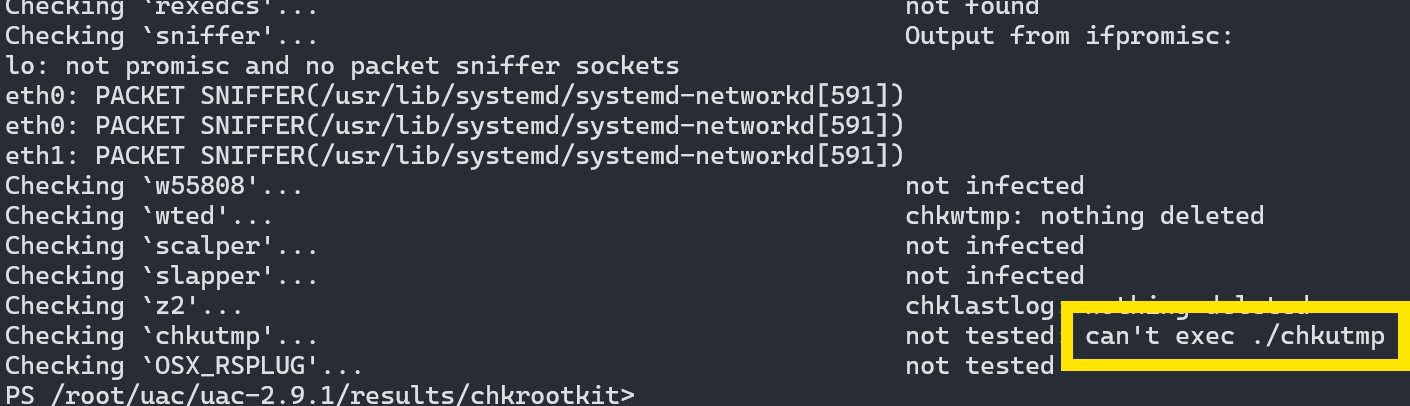 Checking `rexedcs'... not found
Checking `sniffer'... Output from ifpromisc:
lo: not promisc and no packet sniffer sockets
eth0: PACKET SNIFFER(/usr/lib/systemd/systemd-networkd[591])
eth0: PACKET SNIFFER(/usr/lib/systemd/systemd-networkd[591])
eth1: PACKET SNIFFER(/usr/lib/systemd/systemd-networkd[591])
Checking `w55808'... not infected
Checking `wted'... chkwtmp: nothing deleted
Checking `scalper'... not infected
Checking `slapper'... not infected
Checking `z2'... chklastlog: nothing deleted
Checking `chkutmp'... not tested: can't exec ./chkutmp
Checking `OSX_RSPLUG'... not tested
PS /root/uac/uac-2.9.1/results/chkrootkit>